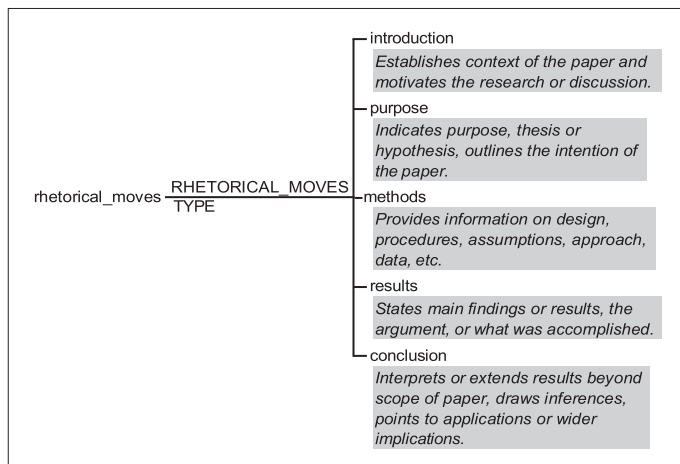 introduction
Establishes context of the paper and
motivates the research or discussion.
purpose
Indicates purpose, thesis or
hypothesis, outlines the intention of
the paper.
rhetorical_moves
RHETORICAL_MOVES
TYPE
methods
Provides information on design,
procedures, assumptions, approach,
data, etc.
results
States main findings or results, the
argument, or what was accomplished.
conclusion
Interprets or extends results beyond
scope of paper, draws inferences,
points to applications or wider
implications.